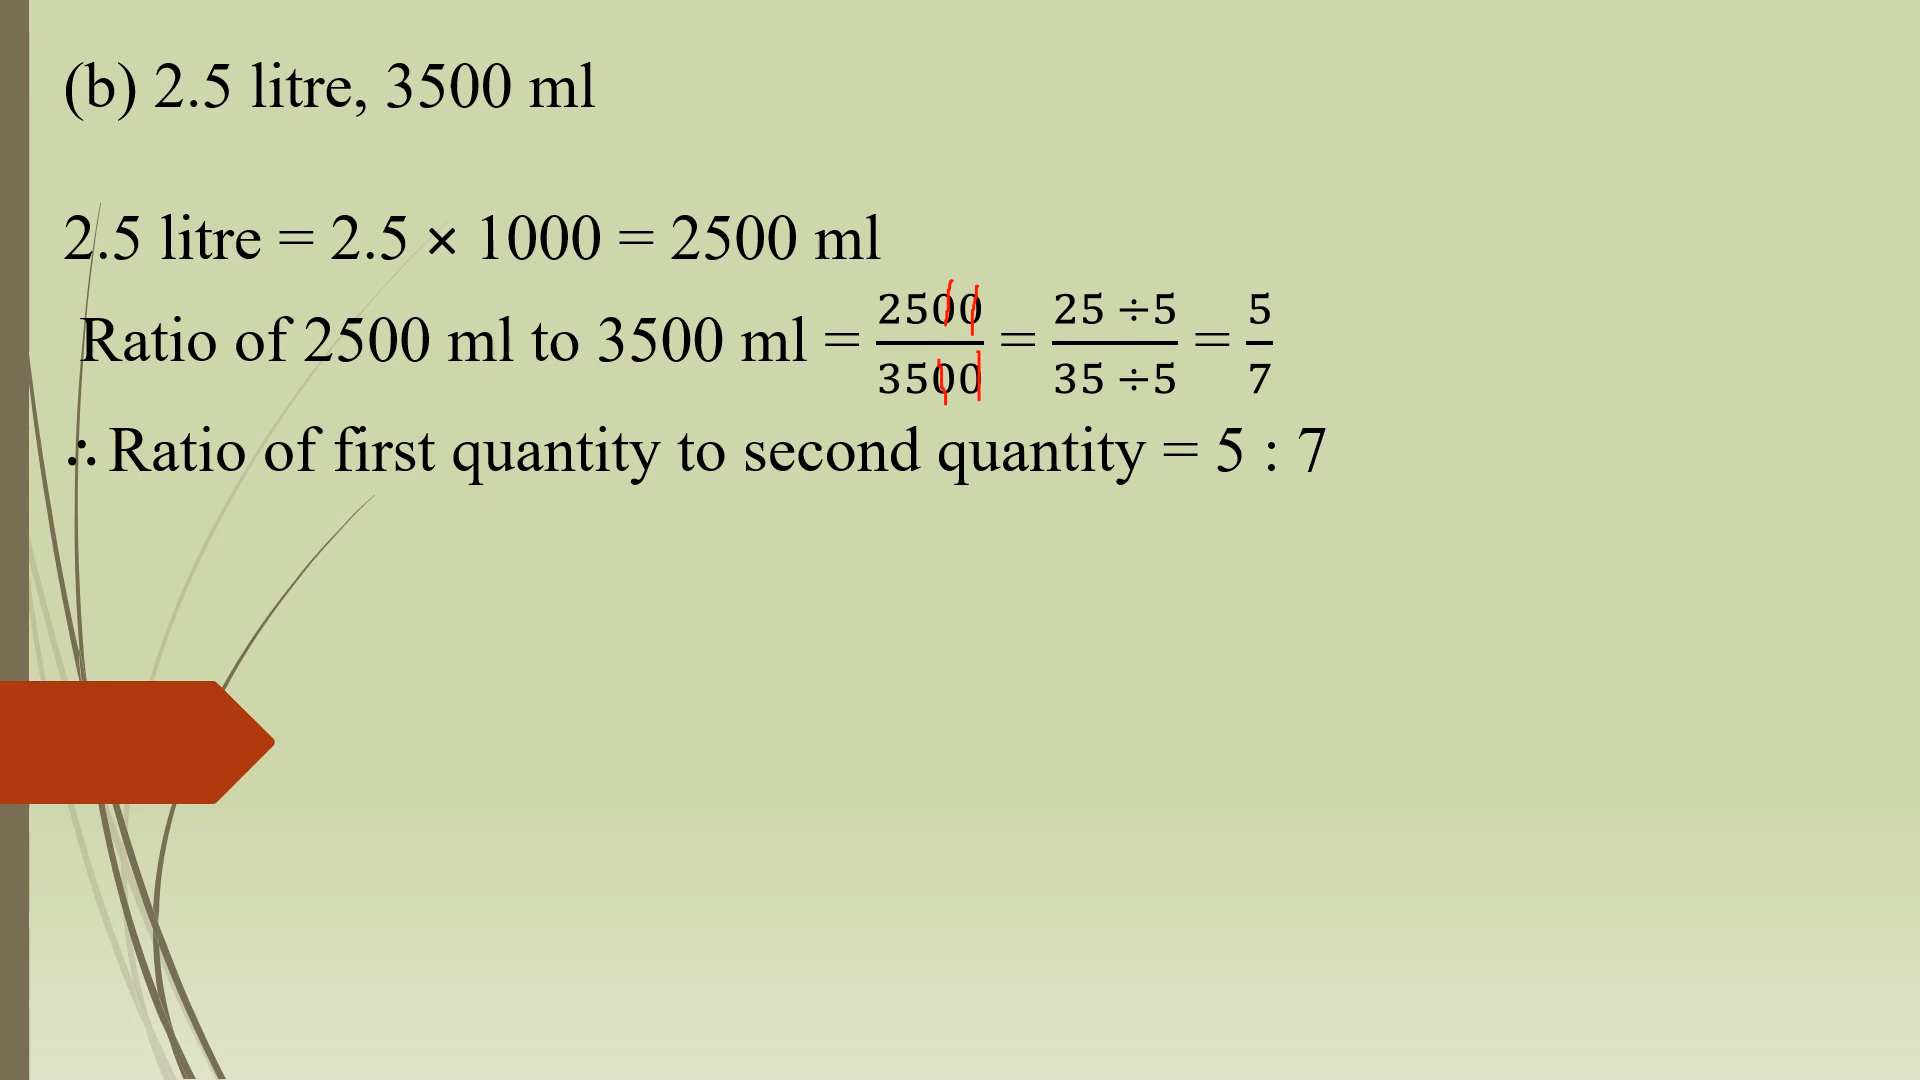 (b) 2.5 litre, 3500 ml
2.5 litre = 2.5 × 1000 = 2500 ml
Ratio of 2500 ml to 3500 ml = 2500/3500 = 25 ÷5/35 ÷5 = 5/7
∴ Ratio of first quantity to second quantity = 5 : 7